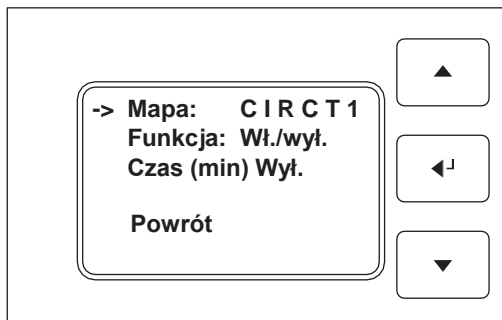 -> Mapa: C I R C T 1
Funkcja: Wł./wył.
Czas (min) Wył.
Powrót